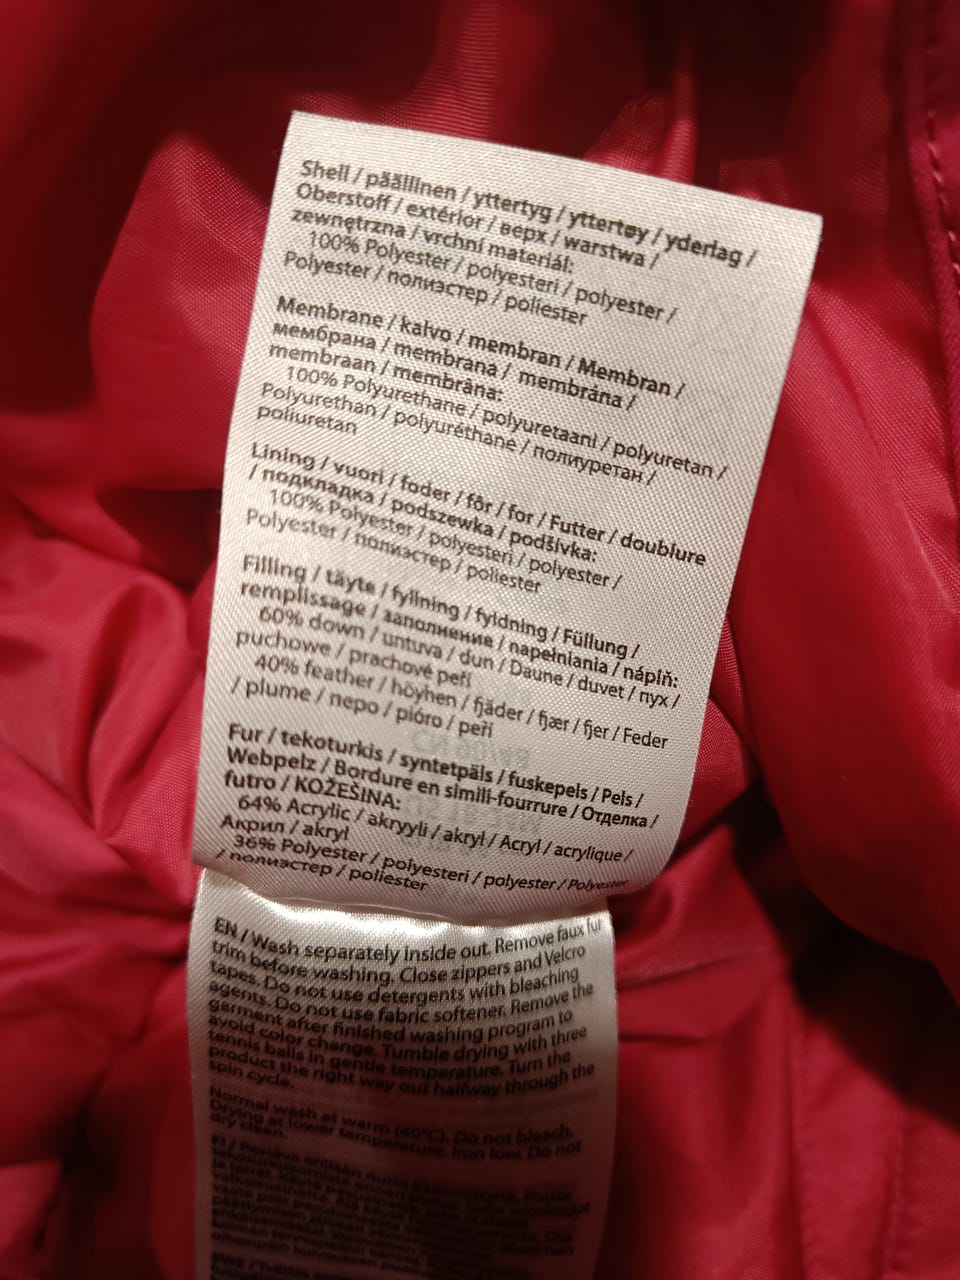 Shell / päällinen / yttertyg / yttertøy / yderlag /
Oberstoff / extérior / верх / warstwa /
zewnętrzna / vrchní materiál:
100% Polyester / polyesteri / polyester /
Polyester / полиэстер / poliester
Membrane / kalvo / membran / Membran /
мембрана / membrana / membrána /
membraan / membrâna:
100% Polyurethane / polyuretaani / polyuretan /
Polyurethan / polyuréthane / полиуретан /
poliuretan
Lining / vuori / foder / fôr / for / Futter / doublure
/ подкладка / podszewka / podšívka:
100% Polyester / polyesteri / polyester /
Polyester / полиэстер / poliester
Filling / täyte / fyllning / fyldning / Füllung /
remplissage / заполнение / napełniania / náplň:
60% down / untuva / dun / Daune / duvet / пух /
puchowe / prachové peří
40% feather / höyhen / fjäder / fjær / fjer / Feder
/ plume / перо / pióro / peří
Fur / tekoturkis / syntetpäls / fuskepels / Pels /
Webpelz / Bordure en simili-fourrure / Отделка /
futro / KOŽEŠINA:
64% Acrylic / akryyli / akryl / Acryl / acrylique /
Акрил / akryl
36% Polyester / polyesteri / polyester / Polyester
/ полиэстер / poliester
EN / Wash separately inside out. Remove faux fur
trim before washing. Close zippers and Velcro
tapes. Do not use detergents with bleaching
agents. Do not use fabric softener. Remove the
garment after finished washing program to
avoid color change. Tumble drying with three
tennis balls in gentle temperature. Turn the
product the right way out halfway through the
spin cycle.
Normal wash at warm (40°C). Do not bleach.
Drying at lower temperature. Iron low. Do not
dry clean.
FI / Pestävä erillään nurin käännettynä. Poista